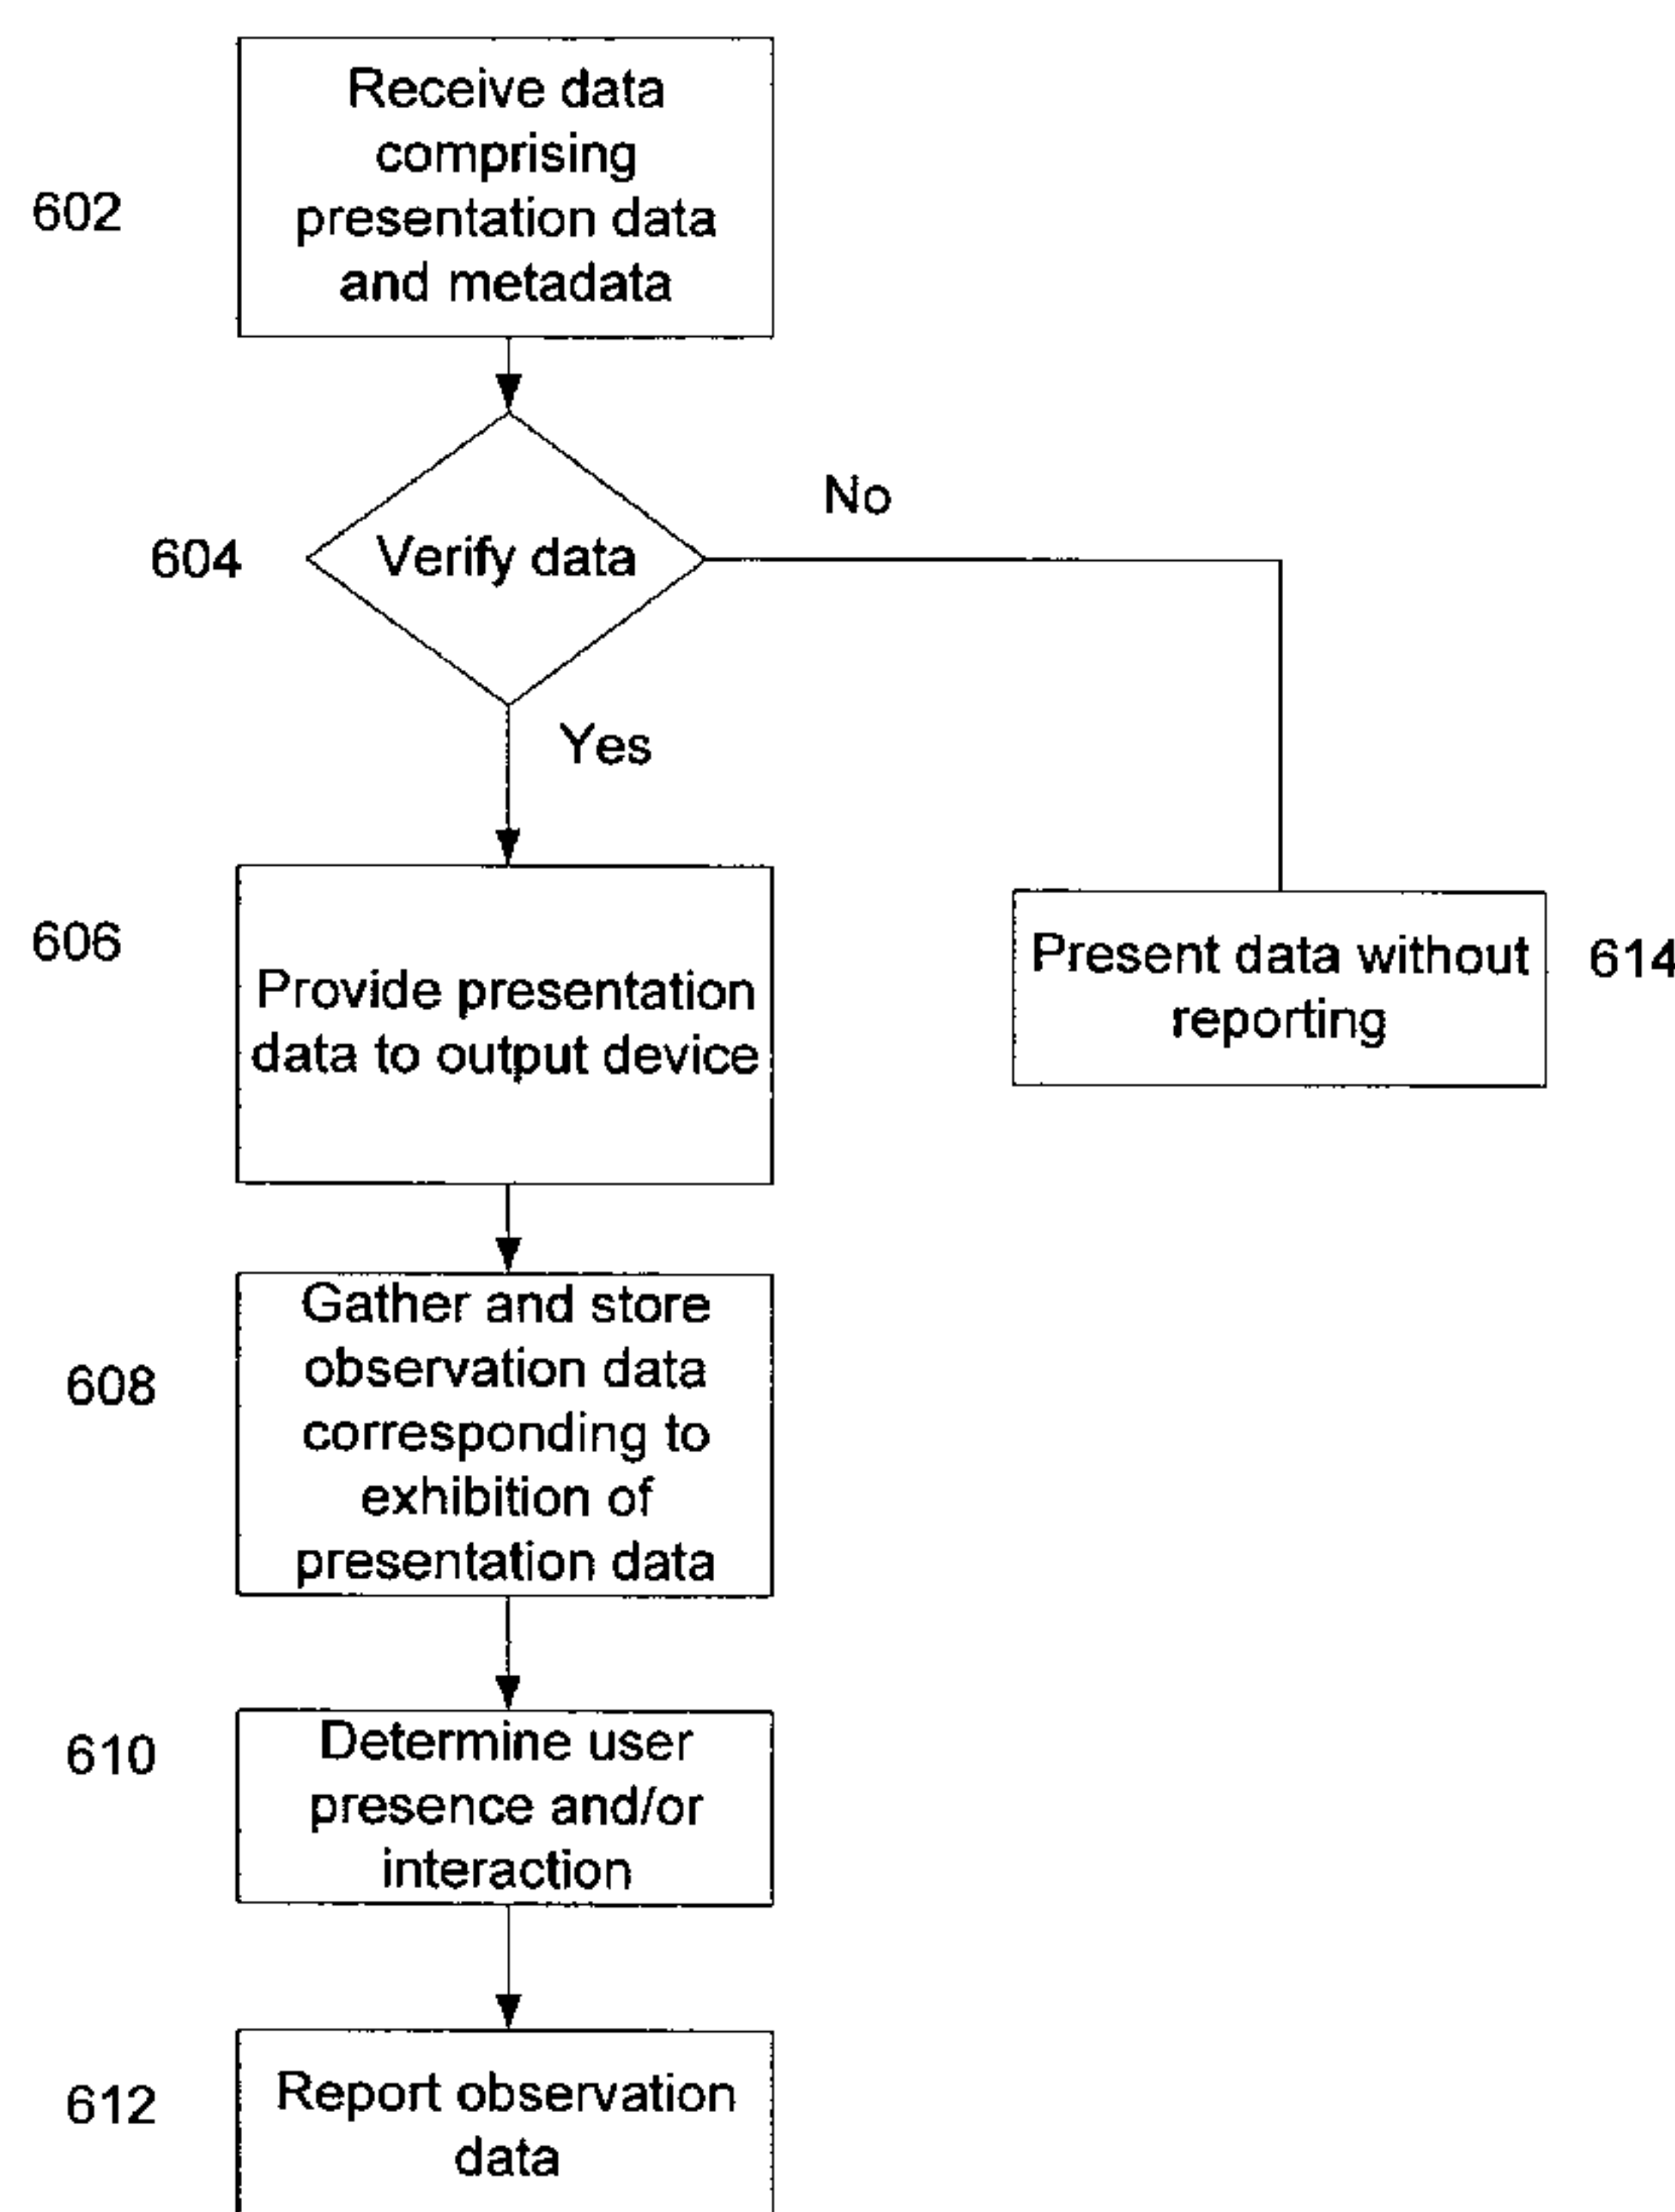 Receive data
comprising
presentation data
and metadata
602
No
604
Verify data
Yes
606
Provide presentation
data to output device
Present data without
reporting
614
Gather and store
observation data
corresponding to
exhibition of
presentation data
608
610
Determine user
presence and/or
interaction
612
Report observation
data